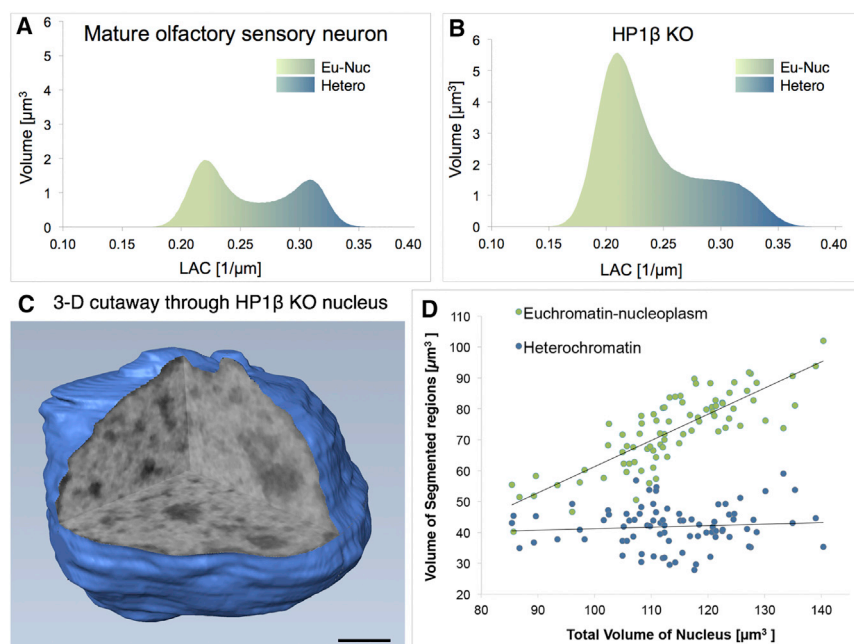 A
Mature olfactory sensory neuron
Volume [µm³
6
5
4
3
2
1
0
Eu-Nuc
Hetero
0.10
0.15
0.20
0.25
0.30
0.35
0.40
LAC [1/µm]
B
HP1β KO
Volume [µm³]
6
5
4
3
2
1
0
Eu-Nuc
Hetero
0.10
0.15
0.20
0.25
0.30
0.35
0.40
LAC [1/µm]
C 3-D cutaway through HP1β KO nucleus
D
Euchromatin-nucleoplasm
Heterochromatin
Volume of Segmented regions [µm³]
110
100
90
80
70
60
50
40
30
20
80
90
100
110
120
130
140
Total Volume of Nucleus [µm³ ]